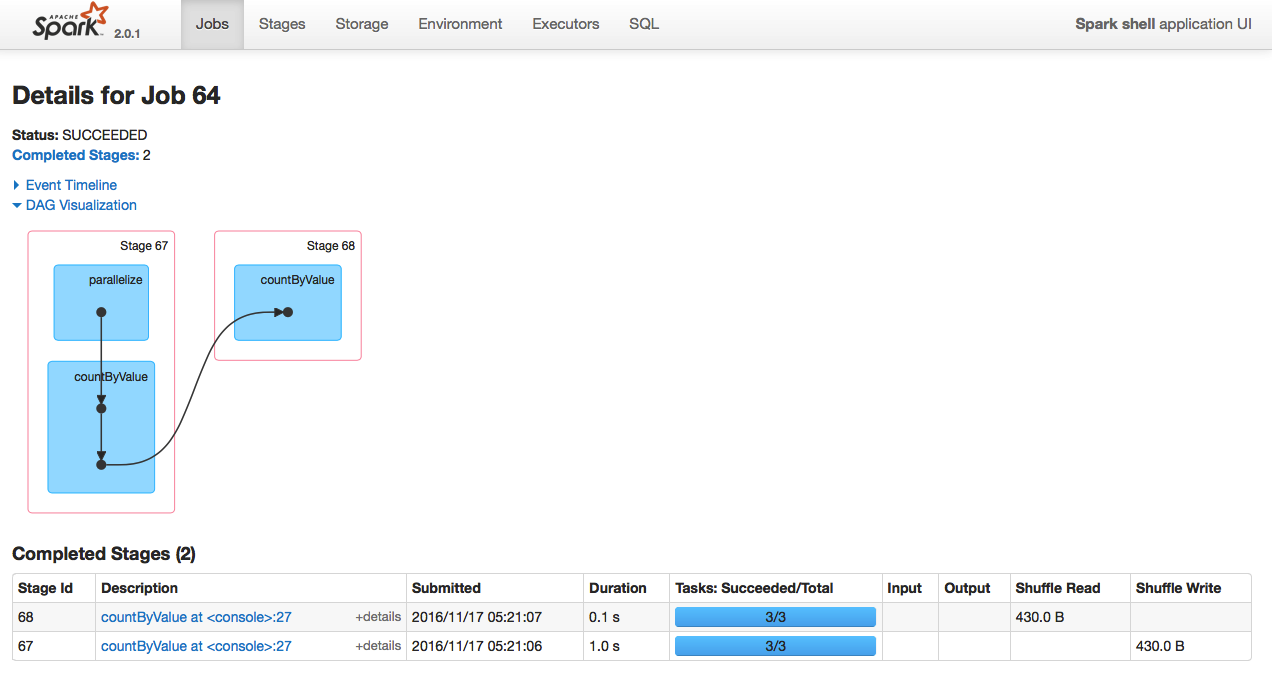 APACHE
Spark 2.0.1 Jobs Stages Storage Environment Executors SQL Spark shell application UI
Details for Job 64
Status: SUCCEEDED
Completed Stages: 2
Event Timeline
DAG Visualization
Stage 67 Stage 68
parallelize countByValue
countByValue
Completed Stages (2)
Stage Id Description Submitted Duration Tasks: Succeeded/Total Input Output Shuffle Read Shuffle Write
68 countByValue at <console>:27 +details 2016/11/17 05:21:07 0.1 s 3/3 430.0 B
67 countByValue at <console>:27 +details 2016/11/17 05:21:06 1.0 s 3/3 430.0 B